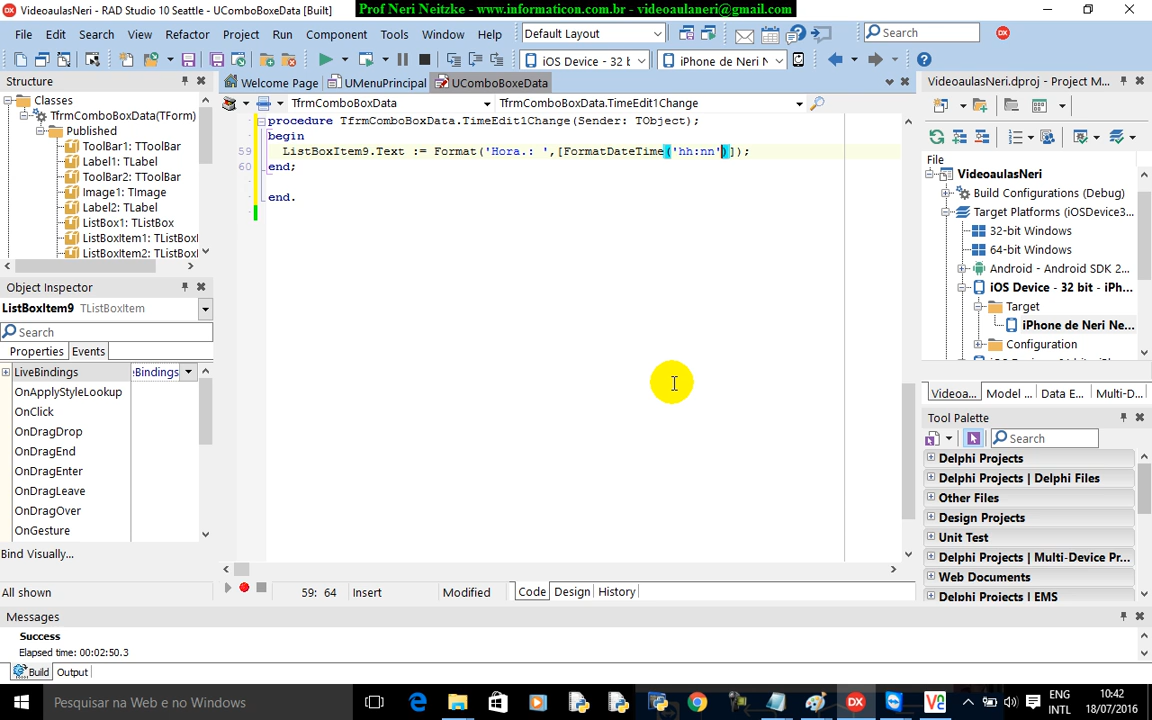 Prof Neri Neitzke - www.informaticon.com.br - videoaulaneri@gmail.com
VideoaulasNeri - RAD Studio 10 Seattle - UComboBoxeData [Built]
File Edit Search View Refactor Project Run Component Tools Window Help
Default Layout
Search
iOS Device - 32 b
iPhone de Neri N
Structure
Classes
TfrmComboBoxData(TForm)
Published
ToolBar1: TToolBar
Label1: TLabel
ToolBar2: TToolBar
Image1: TImage
Label2: TLabel
ListBox1: TListBox
ListBoxItem1: TListBoxI
ListBoxItem2: TListBoxI
Object Inspector
ListBoxItem9 TListBoxItem
Search
Properties Events
LiveBindings :Bindings
OnApplyStyleLookup
OnClick
OnDragDrop
OnDragEnd
OnDragEnter
OnDragLeave
OnDragOver
OnGesture
Bind Visually...
All shown
Welcome Page UMenuPrincipal UComboBoxeData
TfrmComboBoxData TfrmComboBoxData.TimeEdit1Change
procedure TfrmComboBoxData.TimeEdit1Change(Sender: TObject);
begin
59 ListBoxItem9.Text := Format('Hora.: ',[FormatDateTime('hh:nn')]);
60 end;
end.
59: 64 Insert Modified Code Design History
VideoaulasNeri.dproj - Project M...
File
VideoaulasNeri
Build Configurations (Debug)
Target Platforms (iOSDevice3...
32-bit Windows
64-bit Windows
Android - Android SDK 2...
iOS Device - 32 bit - iPh...
Target
iPhone de Neri Ne...
Configuration
Videoa... Model ... Data E... Multi-D...
Tool Palette
Search
Delphi Projects
Delphi Projects | Delphi Files
Other Files
Design Projects
Unit Test
Delphi Projects | Multi-Device Pr...
Web Documents
Delphi Projects | EMS
Messages
Success
Elapsed time: 00:02:50.3
Build Output
Pesquisar na Web e no Windows
ENG
INTL
10:42
18/07/2016